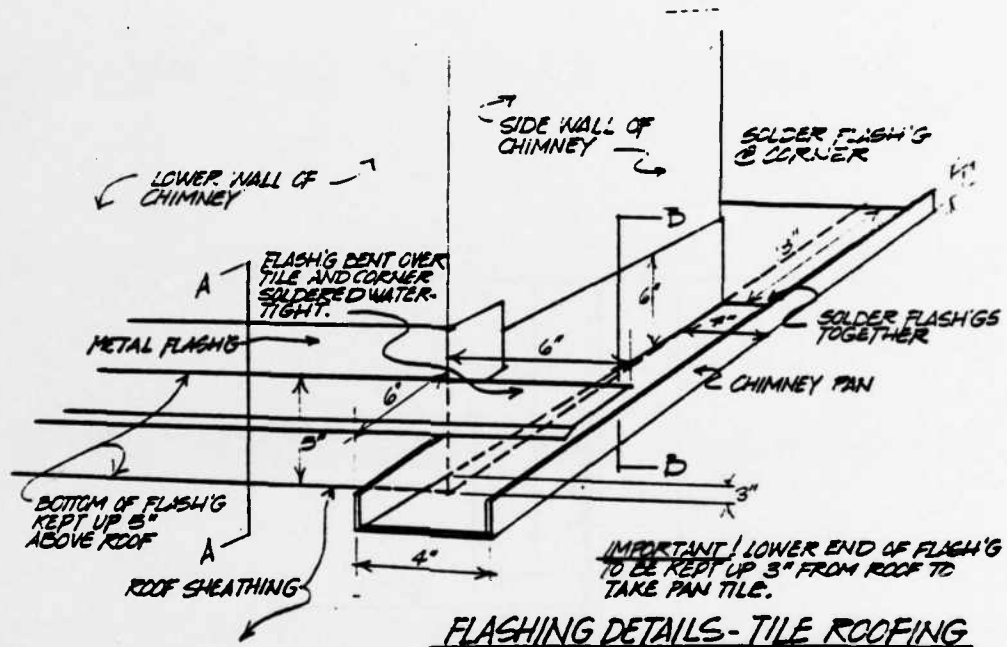 SIDE WALL OF
CHIMNEY
SOLDER FLASH'G
@ CORNER
LOWER WALL OF
CHIMNEY
B
A
FLASH'G BENT OVER
TILE AND CORNER
SOLDERED WATER-
TIGHT.
3"
6"
4"
SOLDER FLASH'GS
TOGETHER
METAL FLASH'G
6"
CHIMNEY PAN
6"
5"
B
3"
BOTTOM OF FLASH'G
KEPT UP 5"
ABOVE ROOF
A
4"
ROOF SHEATHING
IMPORTANT! LOWER END OF FLASH'G
TO BE KEPT UP 3" FROM ROOF TO
TAKE PAN TILE.
FLASHING DETAILS - TILE ROOFING